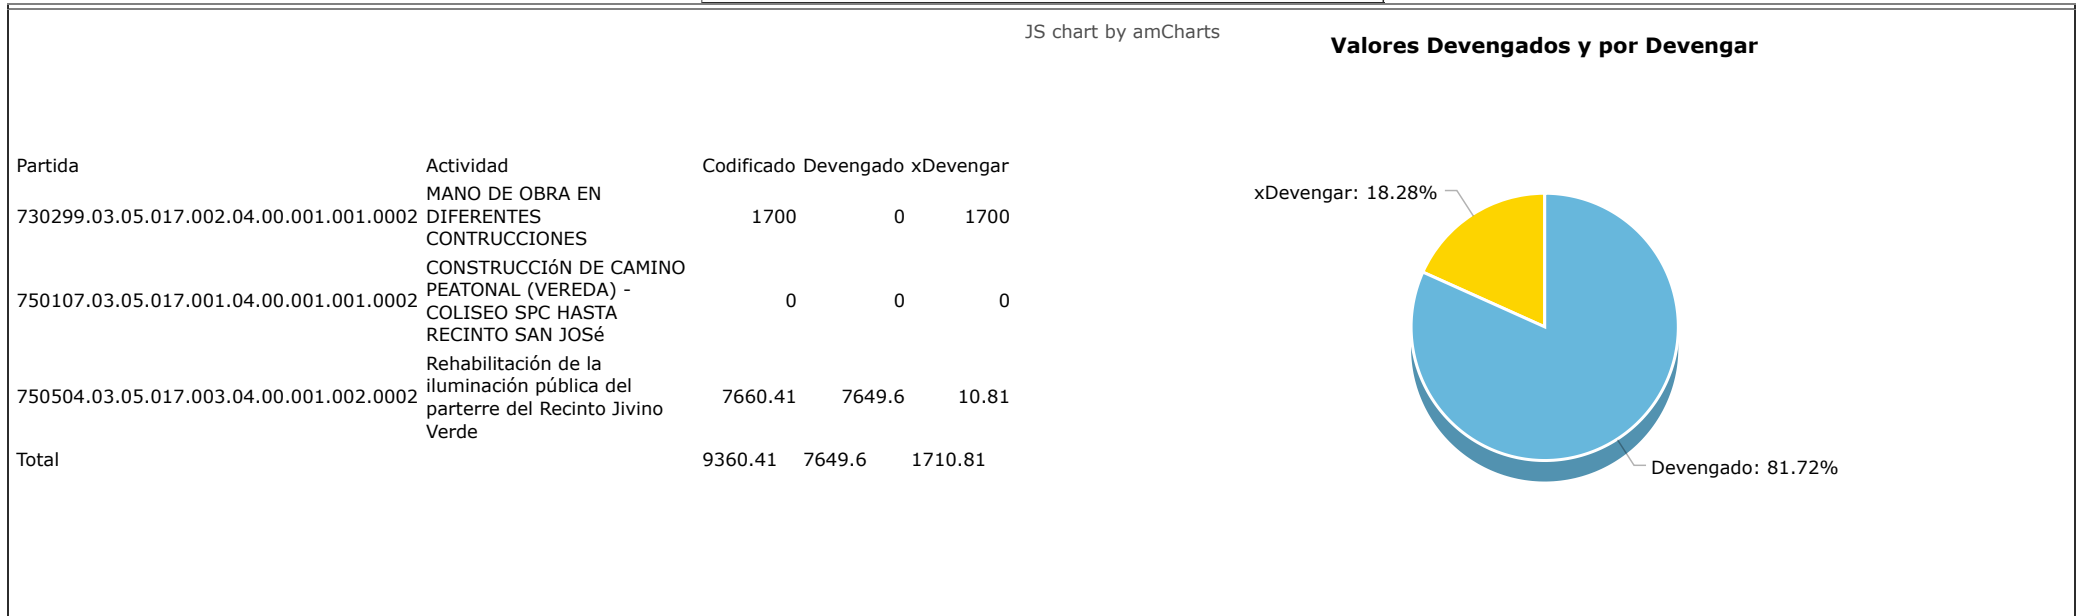 JS chart by amCharts
Valores Devengados y por Devengar
Partida Actividad Codificado Devengado xDevengar
MANO DE OBRA EN
730299.03.05.017.002.04.00.001.001.0002 DIFERENTES 1700 0 1700
CONTRUCCIONES
CONSTRUCCIóN DE CAMINO
750107.03.05.017.001.04.00.001.001.0002 PEATONAL (VEREDA) - 0 0 0
COLISEO SPC HASTA
RECINTO SAN JOSé
Rehabilitación de la
750504.03.05.017.003.04.00.001.002.0002 iluminación pública del 7660.41 7649.6 10.81
parterre del Recinto Jivino
Verde
Total 9360.41 7649.6 1710.81
xDevengar: 18.28%
Devengado: 81.72%